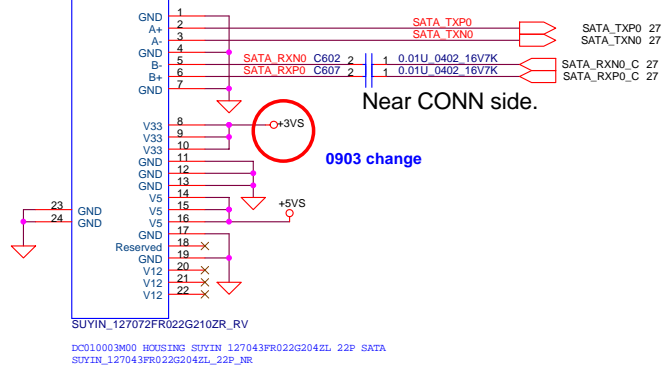 GND 1
A+ 2 SATA_TXP0 SATA_TXP0 27
A- 3 SATA_TXN0 SATA_TXN0 27
GND 4
B- 5 SATA_RXN0 C602 2 1 0.01U_0402_16V7K SATA_RXN0_C 27
B+ 6 SATA_RXP0 C607 2 1 0.01U_0402_16V7K SATA_RXP0_C 27
GND 7
Near CONN side.
V33 8 +3VS
V33 9
V33 10
0903 change
GND 11
GND 12
GND 13
V5 14
23 GND V5 15 +5VS
24 GND V5 16
GND 17
Reserved 18
GND 19
V12 20
V12 21
V12 22
SUYIN_127072FR022G210ZR_RV
DC010003M00 HOUSING SUYIN 127043FR022G204ZL 22P SATA
SUYIN_127043FR022G204ZL_22P_NR